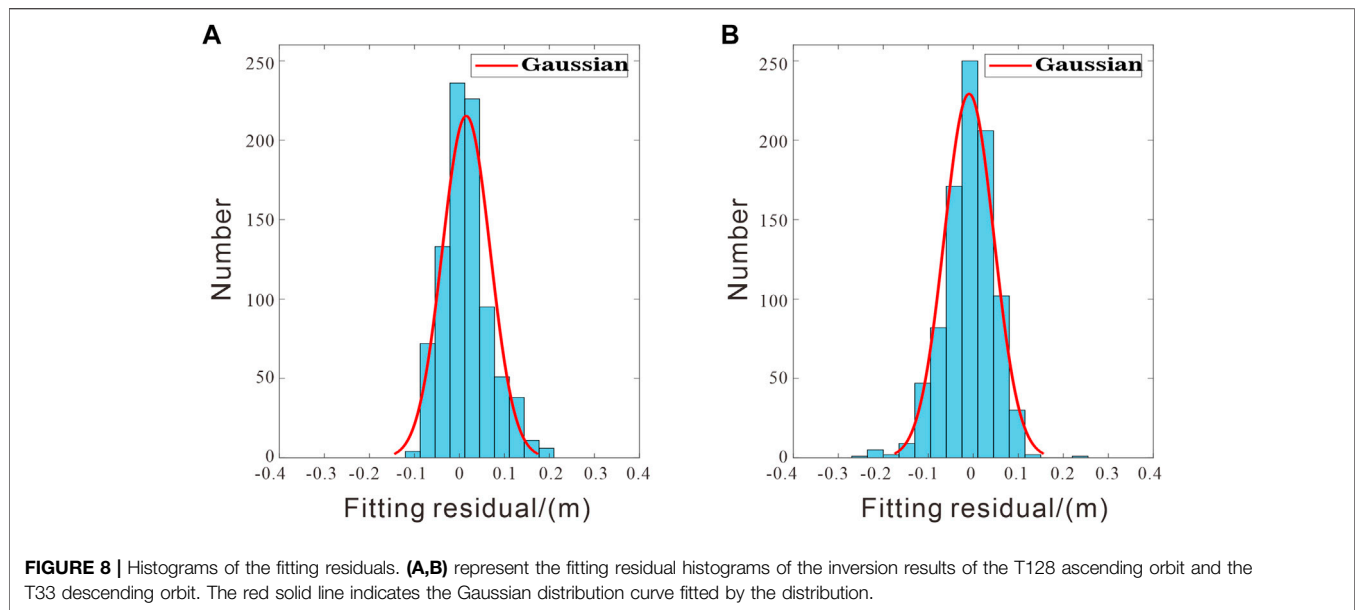 A
B
Gaussian
Gaussian
250
200
150
100
50
0
Number
-0.4 -0.3 -0.2 -0.1 0 0.1 0.2 0.3 0.4
Fitting residual/(m)
250
200
150
100
50
0
Number
-0.4 -0.3 -0.2 -0.1 0 0.1 0.2 0.3 0.4
Fitting residual/(m)
FIGURE 8 | Histograms of the fitting residuals. (A,B) represent the fitting residual histograms of the inversion results of the T128 ascending orbit and the
T33 descending orbit. The red solid line indicates the Gaussian distribution curve fitted by the distribution.